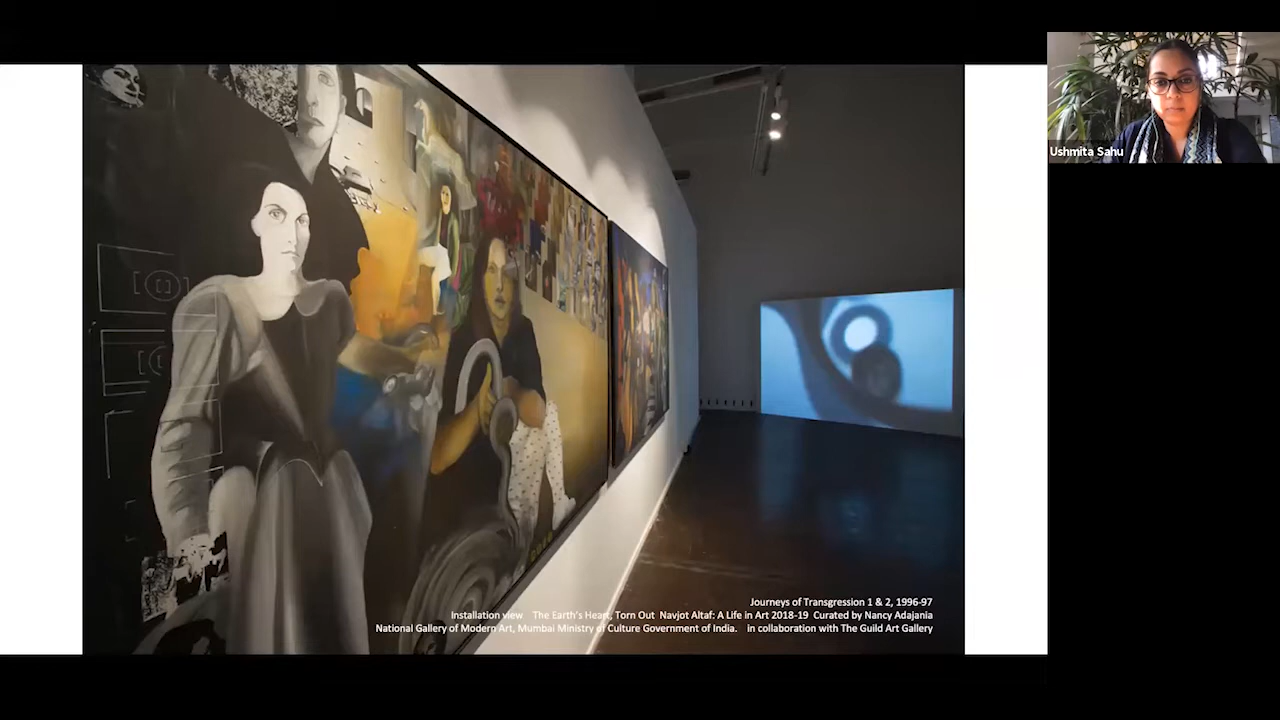 Ushmita Sahu
Journeys of Transgression 1 & 2, 1996-97
Installation view The Earth's Heart, Torn Out Navjot Altaf: A Life in Art 2018-19 Curated by Nancy Adajania
National Gallery of Modern Art, Mumbai Ministry of Culture Government of India. in collaboration with The Guild Art Gallery